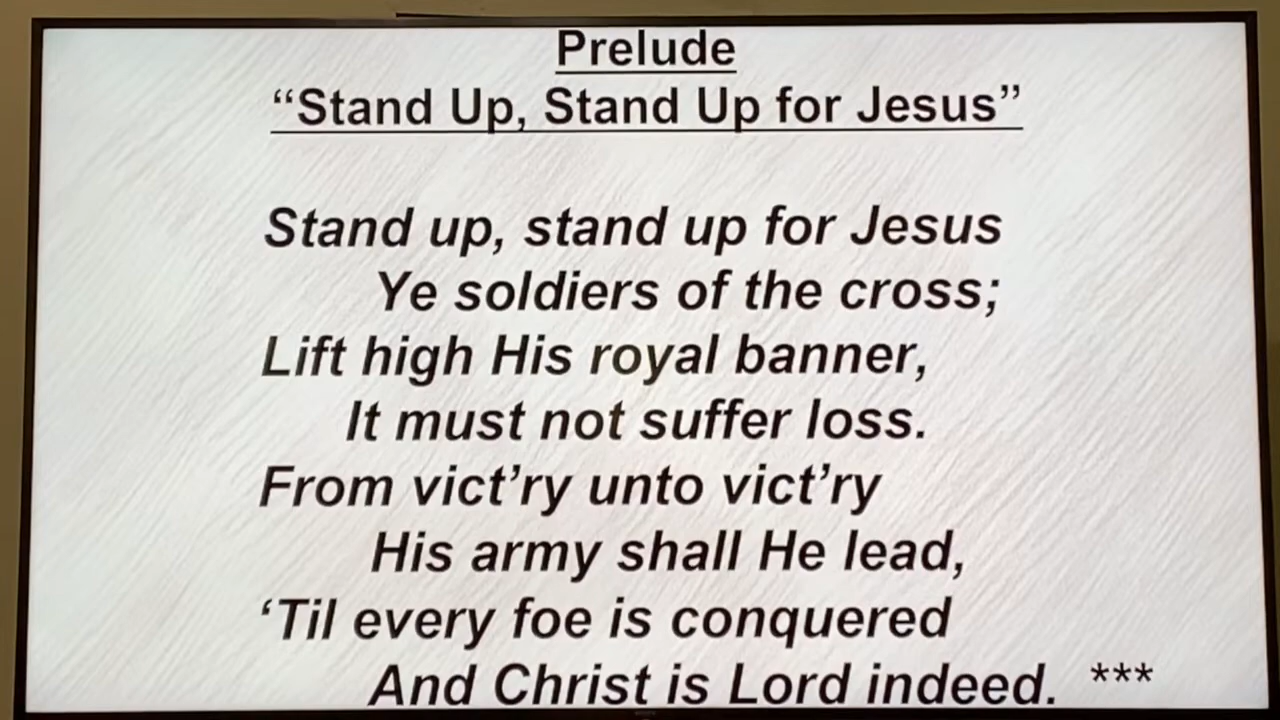 Prelude
“Stand Up, Stand Up for Jesus”
Stand up, stand up for Jesus
Ye soldiers of the cross;
Lift high His royal banner,
It must not suffer loss.
From vict’ry unto vict’ry
His army shall He lead,
‘Til every foe is conquered
And Christ is Lord indeed. ***